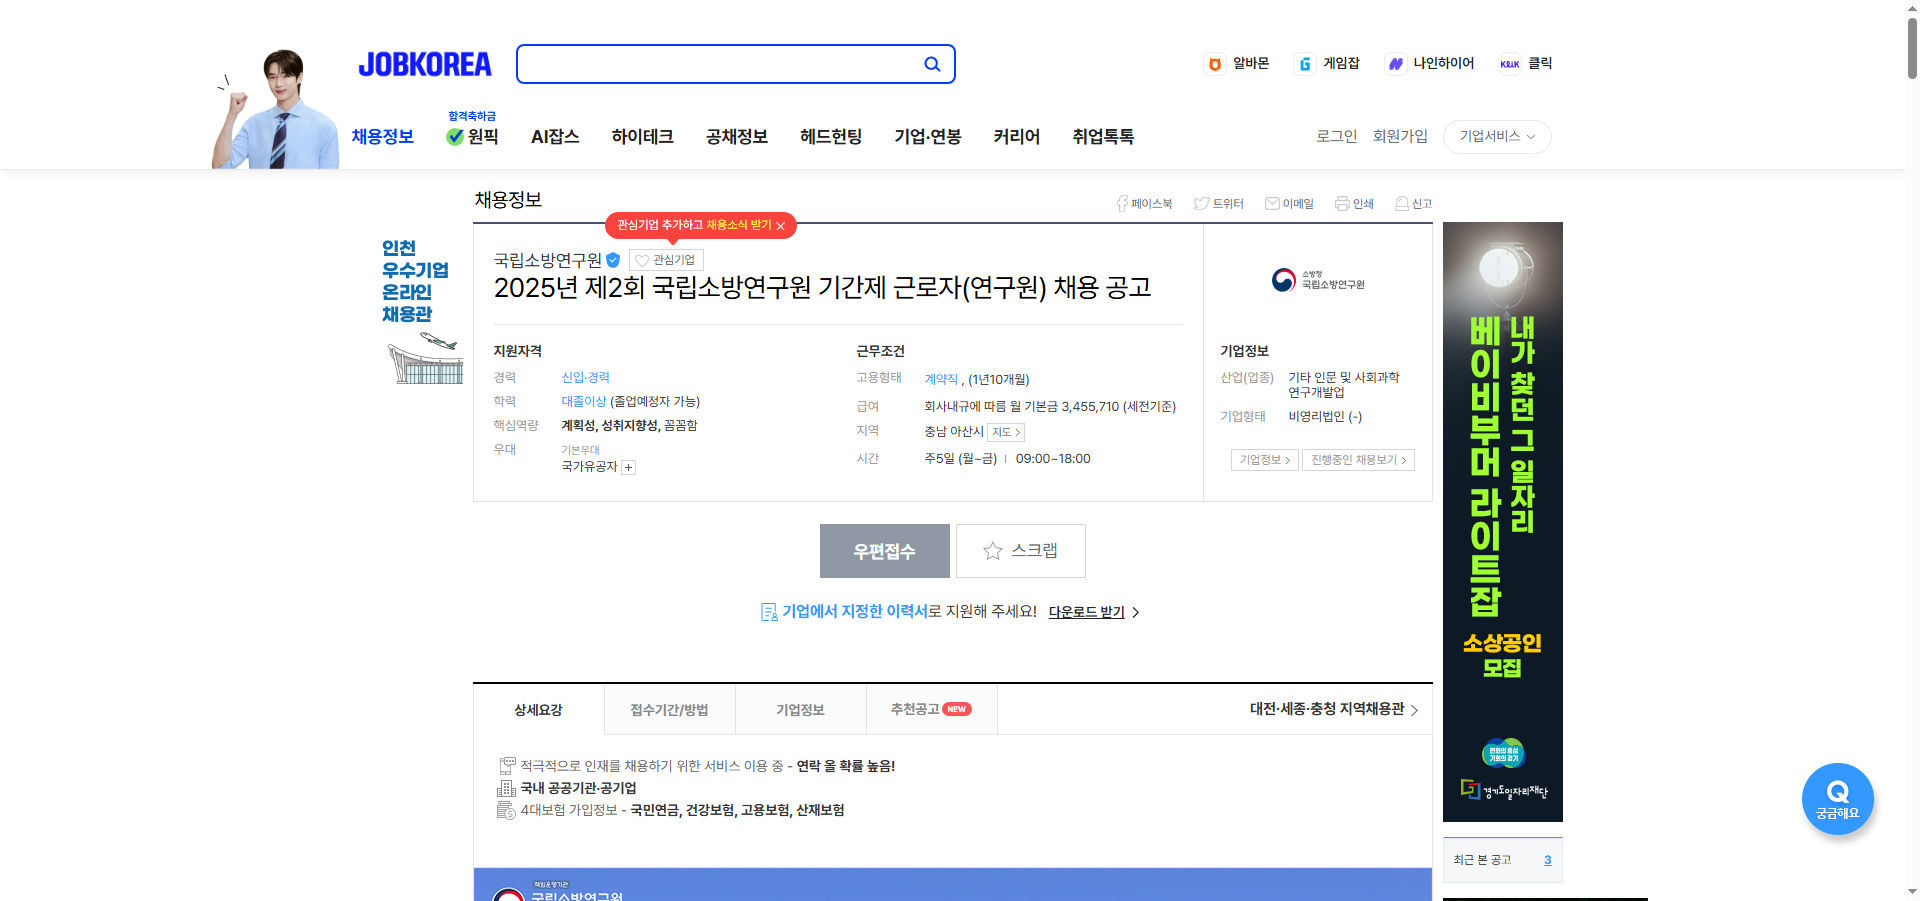 JOBKOREA
알바몬
게임잡
나인하이어
KLiK 클릭
채용정보
합격축하금
원픽
AI잡스
하이테크
공채정보
헤드헌팅
기업·연봉
커리어
취업톡톡
로그인
회원가입
기업서비스
채용정보
페이스북
트위터
이메일
인쇄
신고
인천
우수기업
온라인
채용관
관심기업 추가하고 채용소식 받기
국립소방연구원
관심기업
2025년 제2회 국립소방연구원 기간제 근로자(연구원) 채용 공고
지원자격
경력 신입·경력
학력 대졸이상 (졸업예정자 가능)
핵심역량 계획성, 성취지향성, 꼼꼼함
우대 기본우대
국가유공자
근무조건
고용형태 계약직 , (1년10개월)
급여 회사내규에 따름 월 기본금 3,455,710 (세전기준)
지역 충남 아산시 지도
시간 주5일 (월~금) 09:00~18:00
소방청
국립소방연구원
기업정보
산업(업종) 기타 인문 및 사회과학
연구개발업
기업형태 비영리법인 (-)
기업정보
진행중인 채용보기
우편접수
스크랩
기업에서 지정한 이력서로 지원해 주세요! 다운로드 받기
상세요강
접수기간/방법
기업정보
추천공고 NEW
대전·세종·충청 지역채용관
적극적으로 인재를 채용하기 위한 서비스 이용 중 - 연락 올 확률 높음!
국내 공공기관·공기업
4대보험 가입정보 - 국민연금, 건강보험, 고용보험, 산재보험
책임운영기관
국립소방연구원
내가 찾던 그 일자리
베이비부머 라이트잡
소상공인
모집
변화의 중심
기회의 경기
경기도일자리재단
최근 본 공고 3
Q
궁금해요